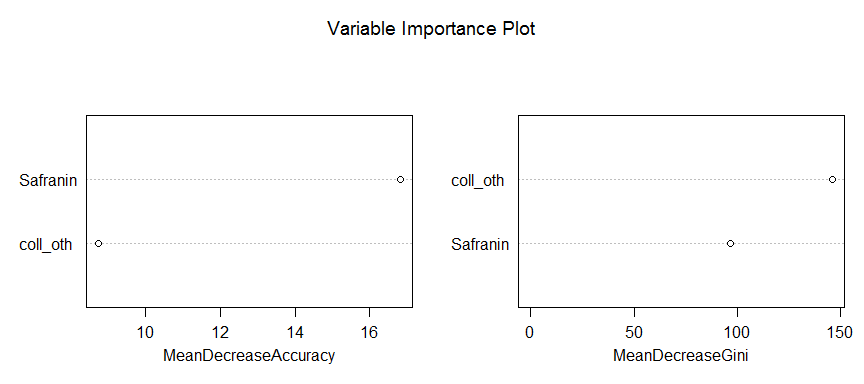 Variable Importance Plot
Safranin
coll_oth
10 12 14 16
MeanDecreaseAccuracy
coll_oth
Safranin
0 50 100 150
MeanDecreaseGini